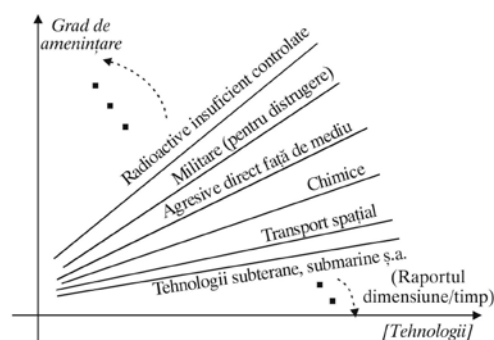 Grad de
amenințare
Radioactive insuficient controlate
Militare (pentru distrugere)
Agresive direct față de mediu
Chimice
Transport spațial
Tehnologii subterane, submarine ș.a.
(Raportul
dimensiune/timp)
[Tehnologii]